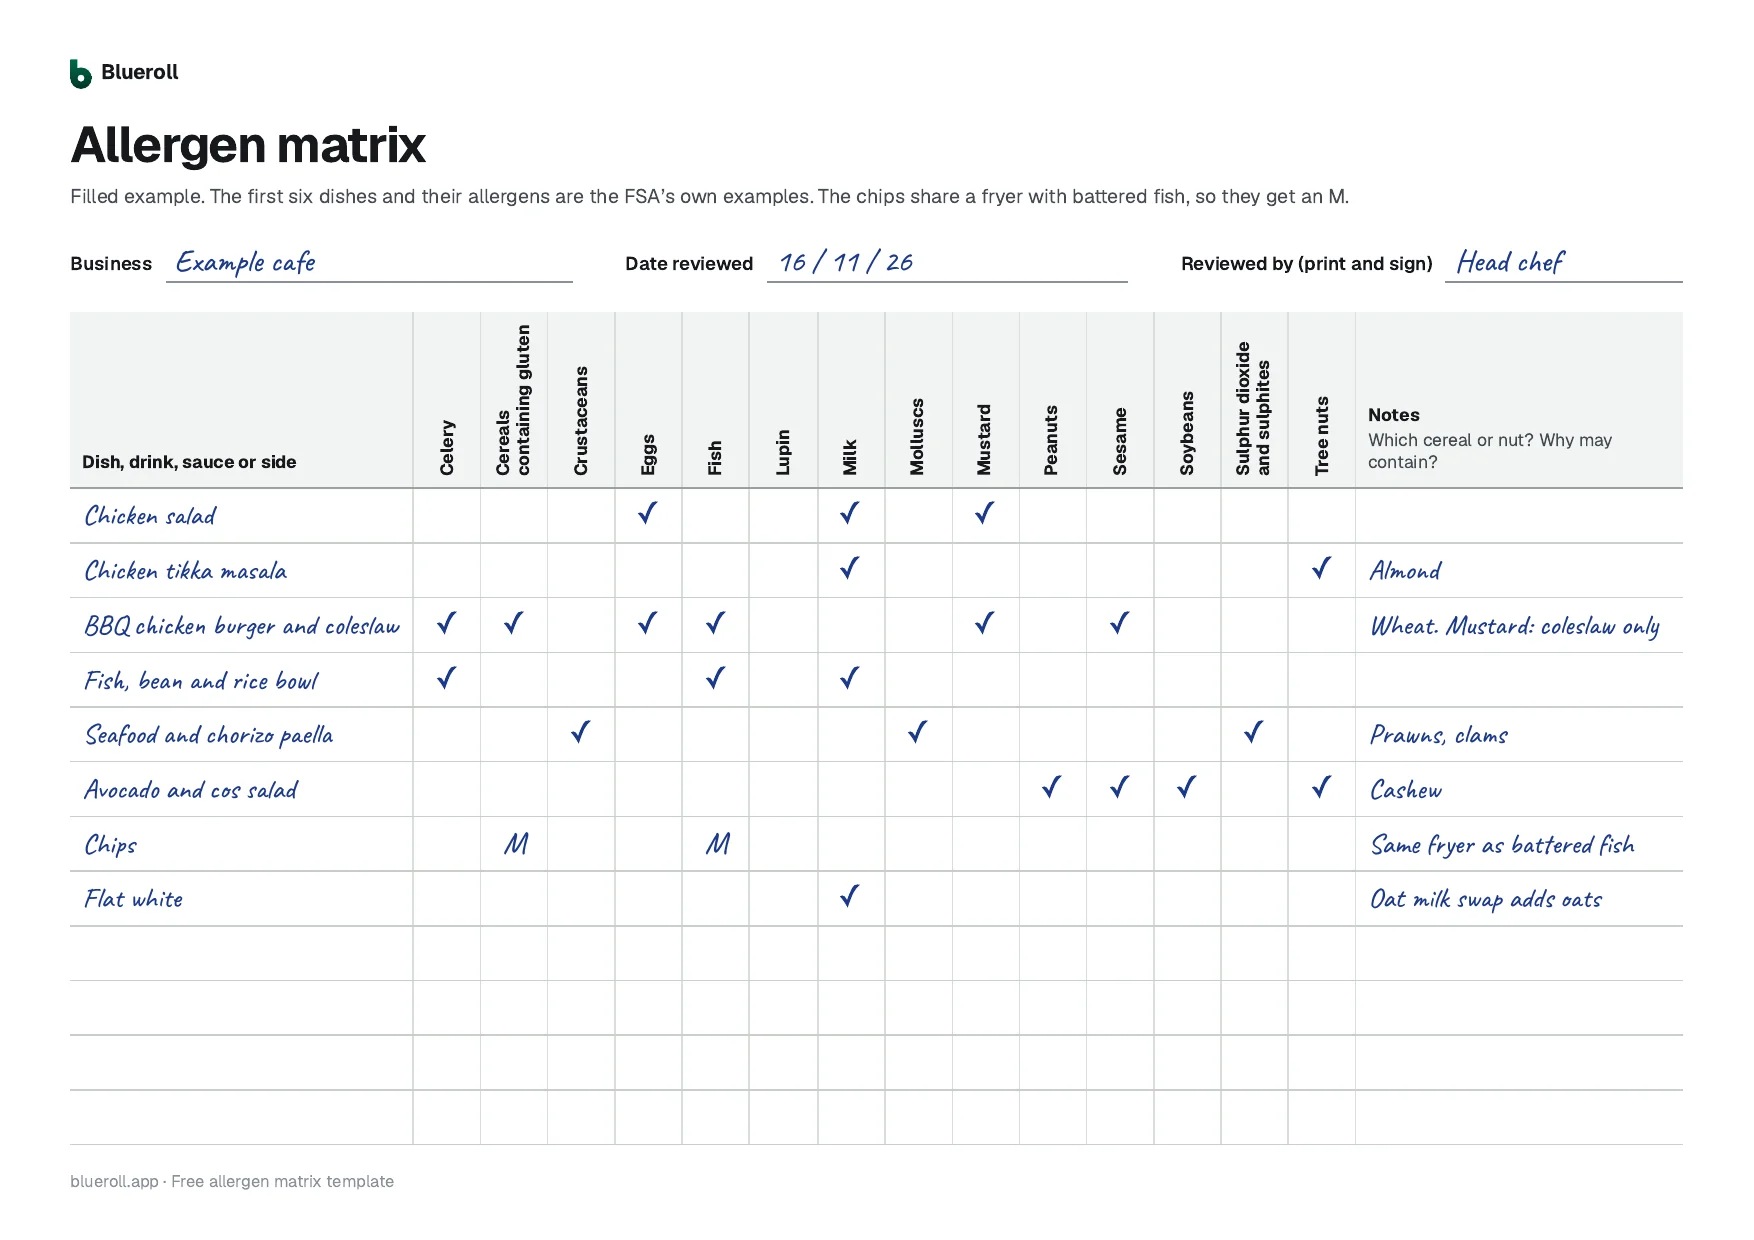 Blueroll
Allergen matrix
Filled example. The first six dishes and their allergens are the FSA's own examples. The chips share a fryer with battered fish, so they get an M.
Business Example cafe Date reviewed 16 / 11 / 26 Reviewed by (print and sign) Head chef
Dish, drink, sauce or side
Celery
Cereals
containing gluten
Crustaceans
Eggs
Fish
Lupin
Milk
Molluscs
Mustard
Peanuts
Sesame
Soybeans
Sulphur dioxide
and sulphites
Tree nuts
Notes
Which cereal or nut? Why may
contain?
Chicken salad ✓ ✓ ✓
Chicken tikka masala ✓ ✓ Almond
BBQ chicken burger and coleslaw ✓ ✓ ✓ ✓ ✓ ✓ Wheat. Mustard: coleslaw only
Fish, bean and rice bowl ✓ ✓ ✓
Seafood and chorizo paella ✓ ✓ ✓ Prawns, clams
Avocado and cos salad ✓ ✓ ✓ ✓ Cashew
Chips M M Same fryer as battered fish
Flat white ✓ Oat milk swap adds oats
blueroll.app · Free allergen matrix template